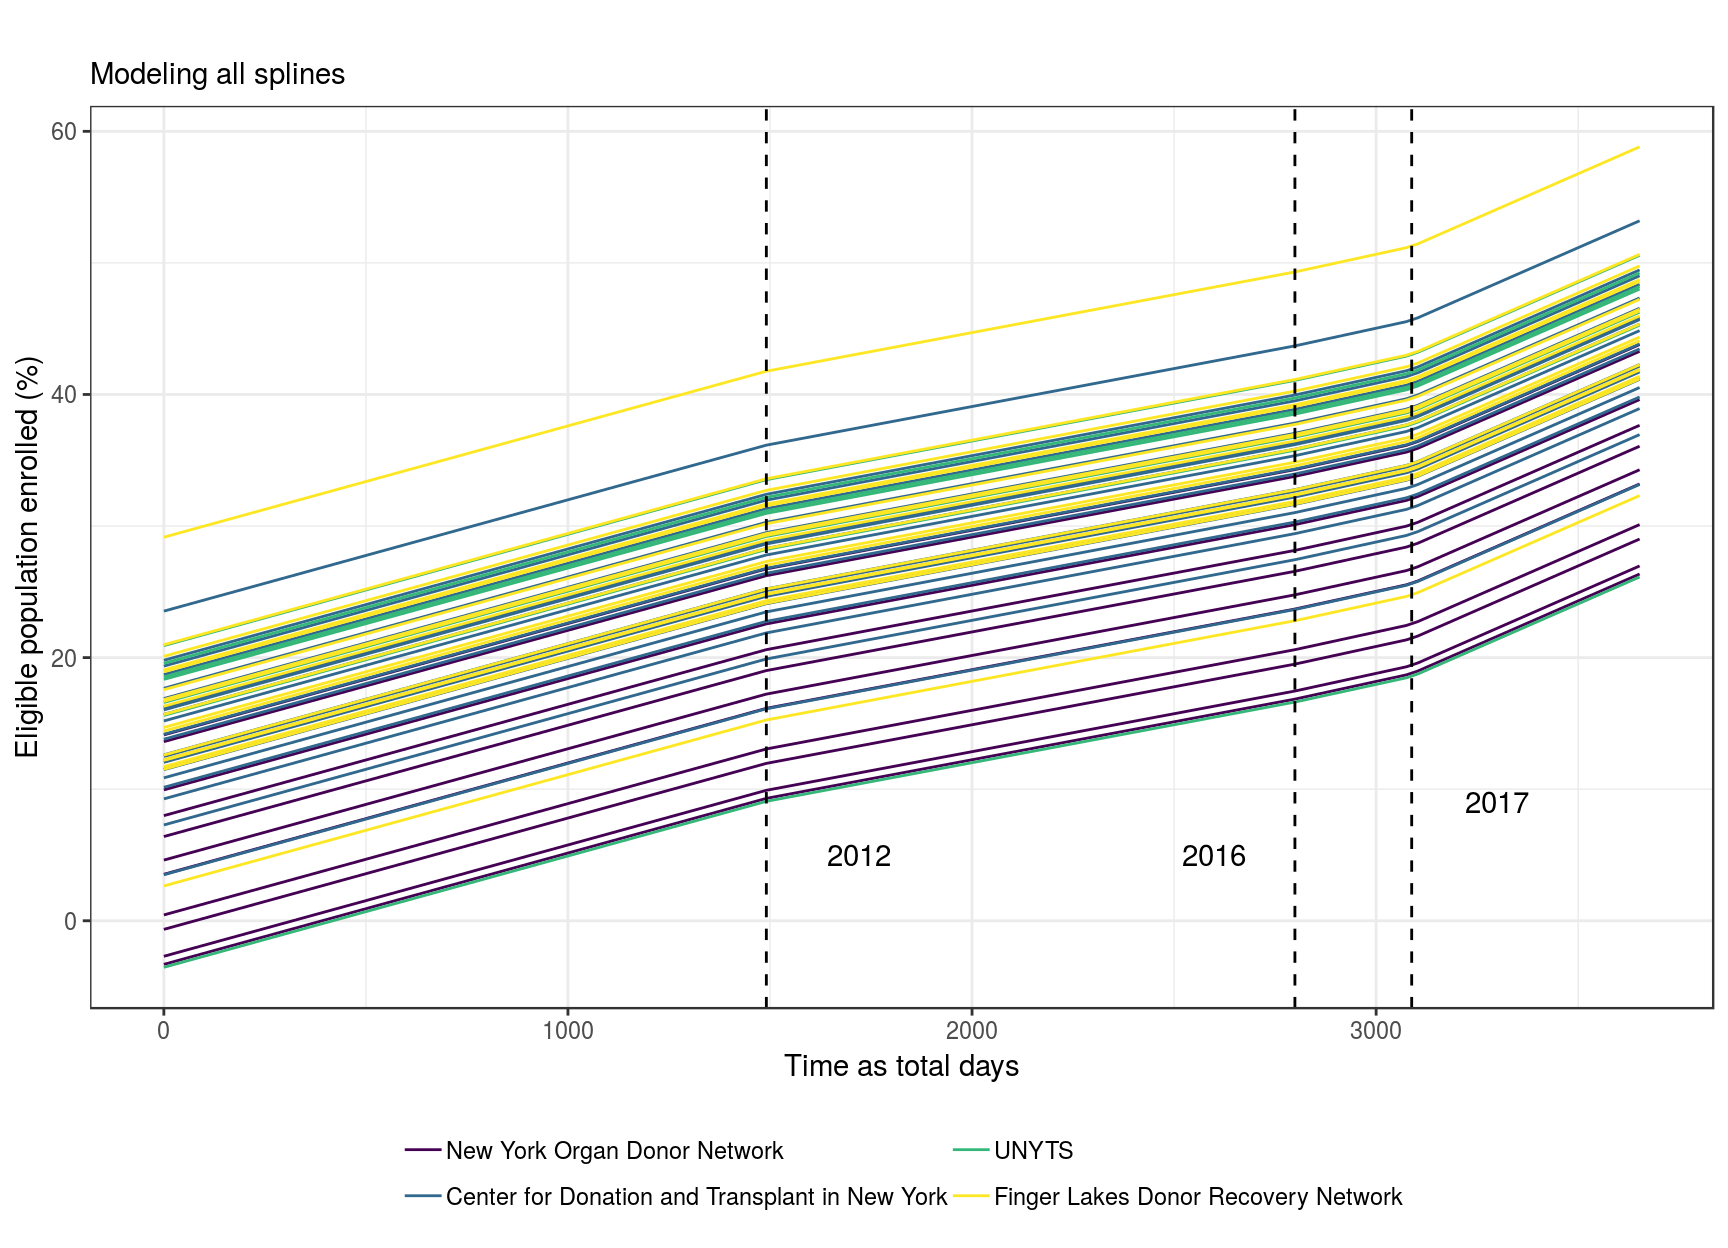 Modeling all splines
Eligible population enrolled (%)
60
40
20
0
2012
2016
2017
0
1000
2000
3000
Time as total days
New York Organ Donor Network
UNYTS
Center for Donation and Transplant in New York
Finger Lakes Donor Recovery Network